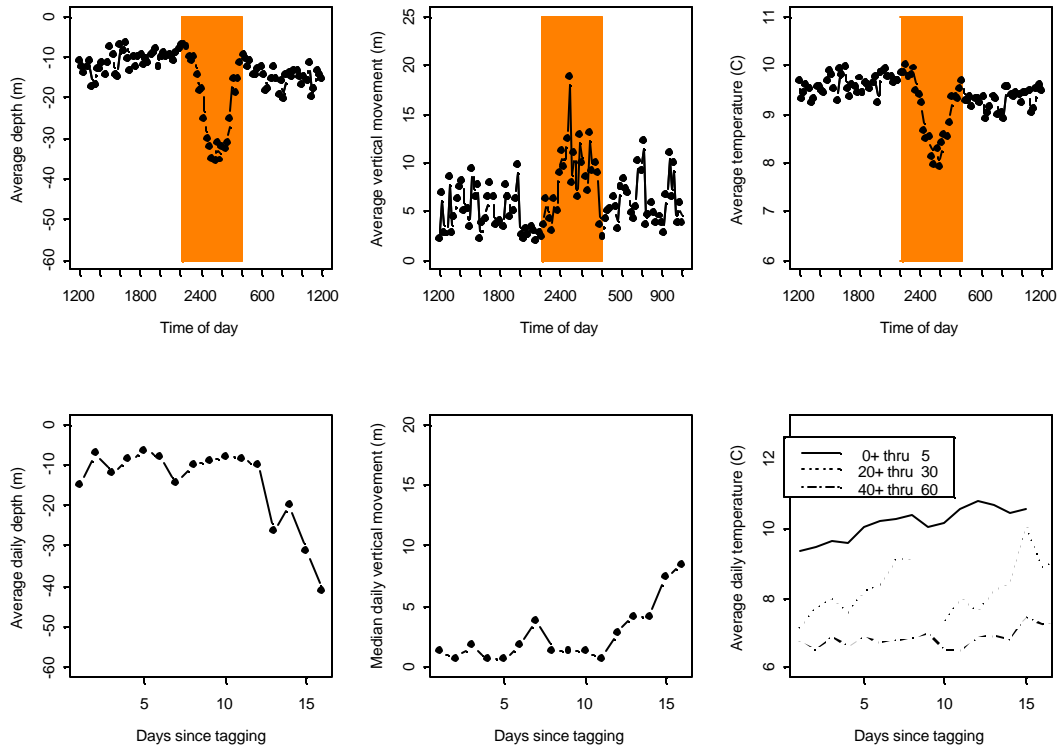 Average depth (m)
0
-10
-20
-30
-40
-50
-60
1200 2400 600 1200
Time of day
Average vertical movement (m)
25
20
15
10
5
0
1200 2400 500 900
Time of day
Average temperature (C)
11
10
9
8
7
6
1200 2400 600 1200
Time of day
Average daily depth (m)
0
-10
-20
-30
-40
-50
-60
5 10 15
Days since tagging
Median daily vertical movement (m)
20
15
10
5
0
5 10 15
Days since tagging
Average daily temperature (C)
12
10
8
6
0+ thru 5
20+ thru 30
40+ thru 60
5 10 15
Days since tagging